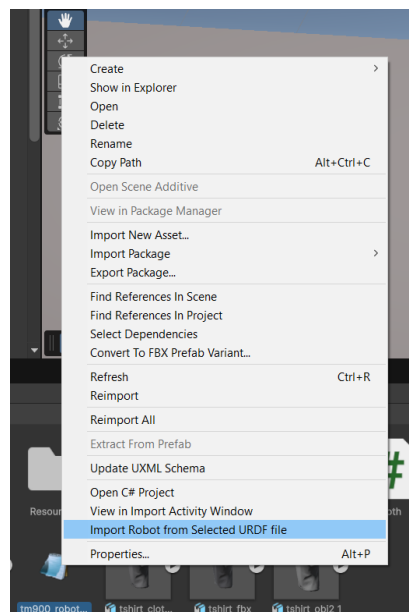 Create
Show in Explorer
Open
Delete
Rename
Copy Path Alt+Ctrl+C
Open Scene Additive
View in Package Manager
Import New Asset...
Import Package
Export Package...
Find References In Scene
Find References In Project
Select Dependencies
Convert To FBX Prefab Variant...
Refresh Ctrl+R
Reimport
Reimport All
Extract From Prefab
Update UXML Schema
Open C# Project
View in Import Activity Window
Import Robot from Selected URDF file
Properties... Alt+P
Resour oth
tm900_robot... tshirt_clot... tshirt_fbx tshirt_obj2 1